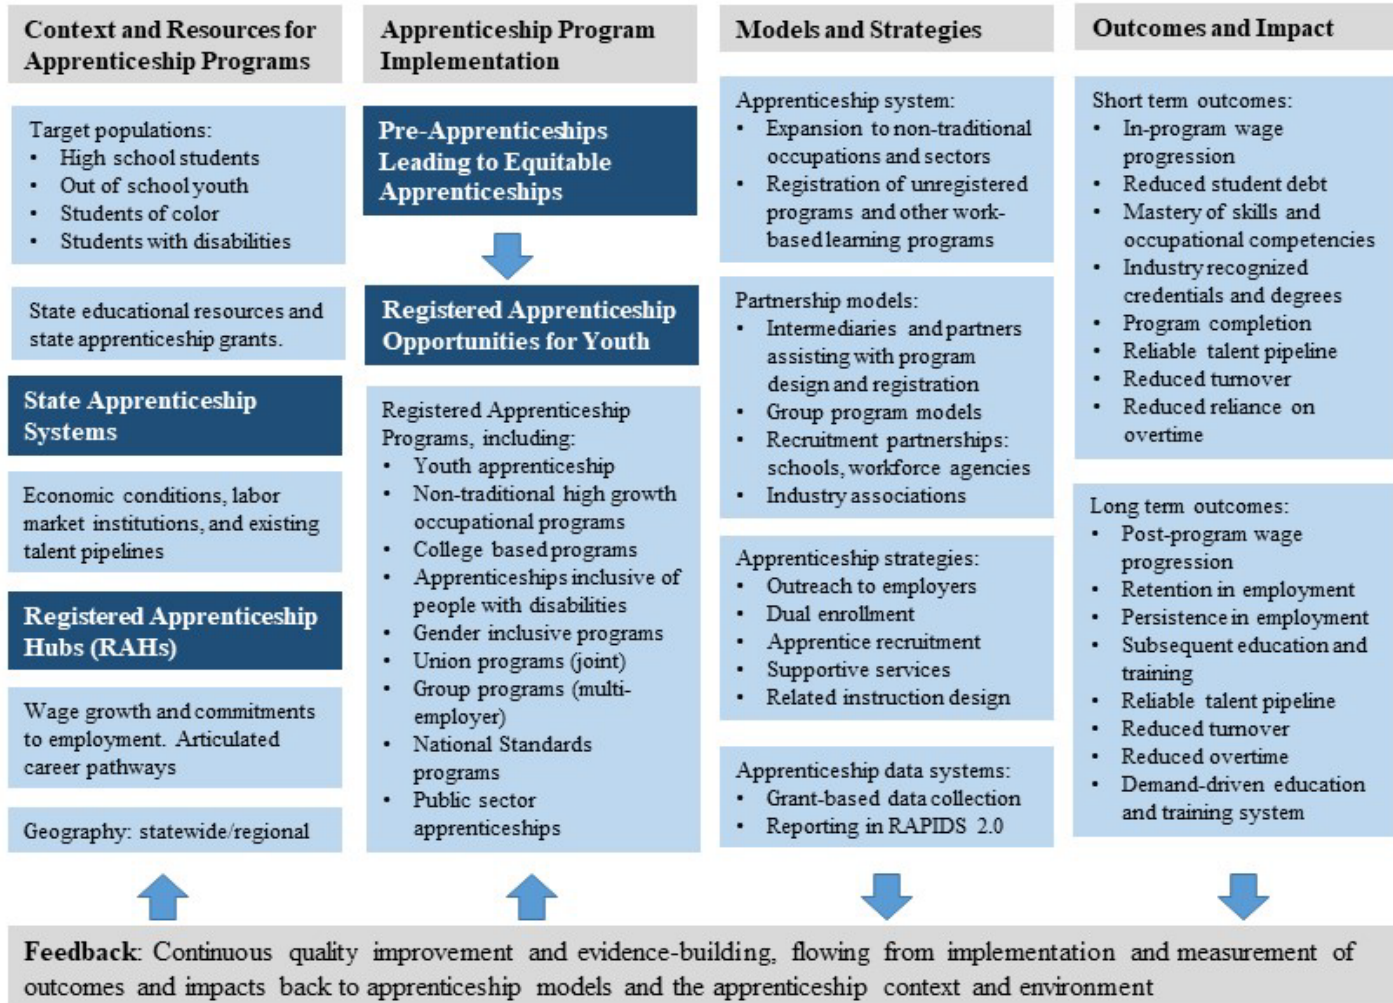 Context and Resources for
Apprenticeship Programs
Target populations:
• High school students
• Out of school youth
• Students of color
• Students with disabilities
State educational resources and
state apprenticeship grants.
State Apprenticeship
Systems
Economic conditions, labor
market institutions, and existing
talent pipelines
Registered Apprenticeship
Hubs (RAHs)
Wage growth and commitments
to employment. Articulated
career pathways
Geography: statewide/regional
Apprenticeship Program
Implementation
Pre-Apprenticeships
Leading to Equitable
Apprenticeships
Registered Apprenticeship
Opportunities for Youth
Registered Apprenticeship
Programs, including:
• Youth apprenticeship
• Non-traditional high growth
occupational programs
• College based programs
• Apprenticeships inclusive of
people with disabilities
• Gender inclusive programs
• Union programs (joint)
• Group programs (multi-
employer)
• National Standards
programs
• Public sector
apprenticeships
Models and Strategies
Apprenticeship system:
• Expansion to non-traditional
occupations and sectors
• Registration of unregistered
programs and other work-
based learning programs
Partnership models:
• Intermediaries and partners
assisting with program
design and registration
• Group program models
• Recruitment partnerships:
schools, workforce agencies
• Industry associations
Apprenticeship strategies:
• Outreach to employers
• Dual enrollment
• Apprentice recruitment
• Supportive services
• Related instruction design
Apprenticeship data systems:
• Grant-based data collection
• Reporting in RAPIDS 2.0
Outcomes and Impact
Short term outcomes:
• In-program wage
progression
• Reduced student debt
• Mastery of skills and
occupational competencies
• Industry recognized
credentials and degrees
• Program completion
• Reliable talent pipeline
• Reduced turnover
• Reduced reliance on
overtime
Long term outcomes:
• Post-program wage
progression
• Retention in employment
• Persistence in employment
• Subsequent education and
training
• Reliable talent pipeline
• Reduced turnover
• Reduced overtime
• Demand-driven education
and training system
Feedback: Continuous quality improvement and evidence-building, flowing from implementation and measurement of
outcomes and impacts back to apprenticeship models and the apprenticeship context and environment